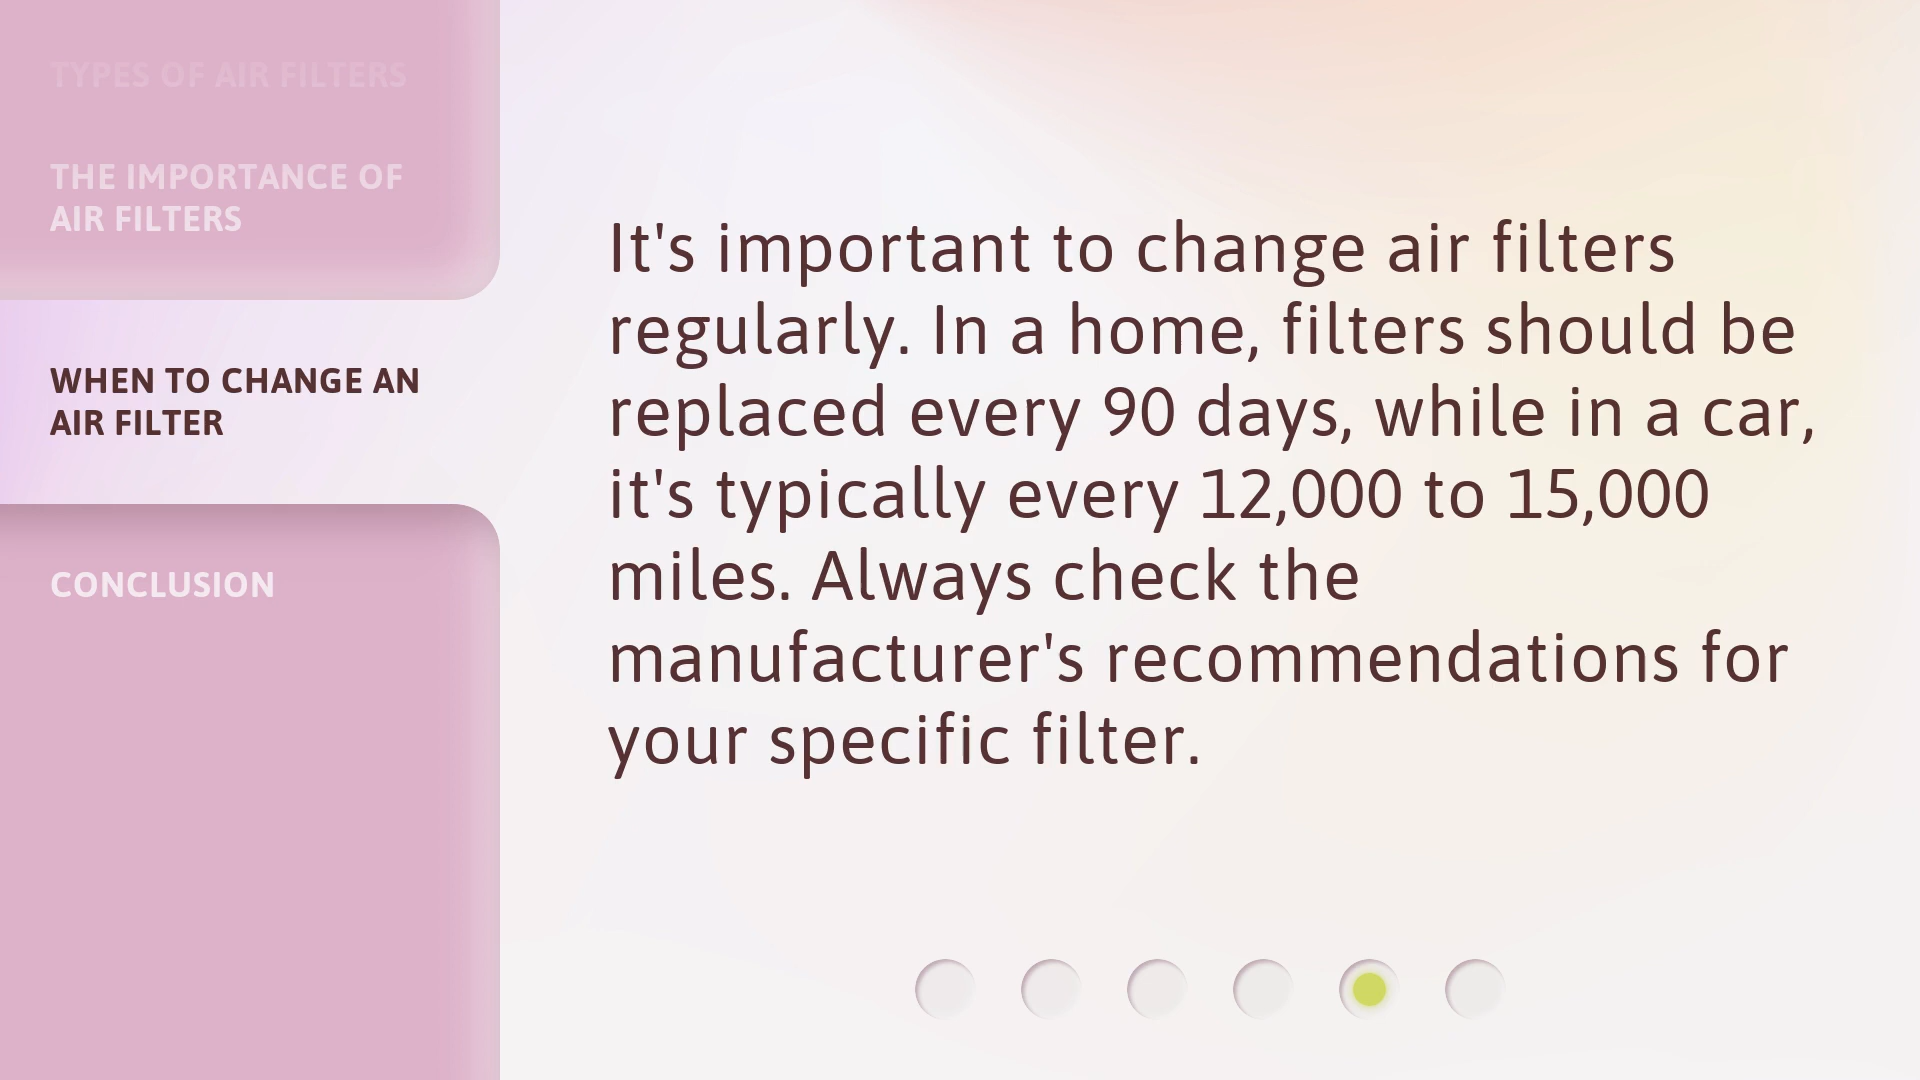 TYPES OF AIR FILTERS
THE IMPORTANCE OF
AIR FILTERS
WHEN TO CHANGE AN
AIR FILTER
CONCLUSION
It's important to change air filters
regularly. In a home, filters should be
replaced every 90 days, while in a car,
it's typically every 12,000 to 15,000
miles. Always check the
manufacturer's recommendations for
your specific filter.